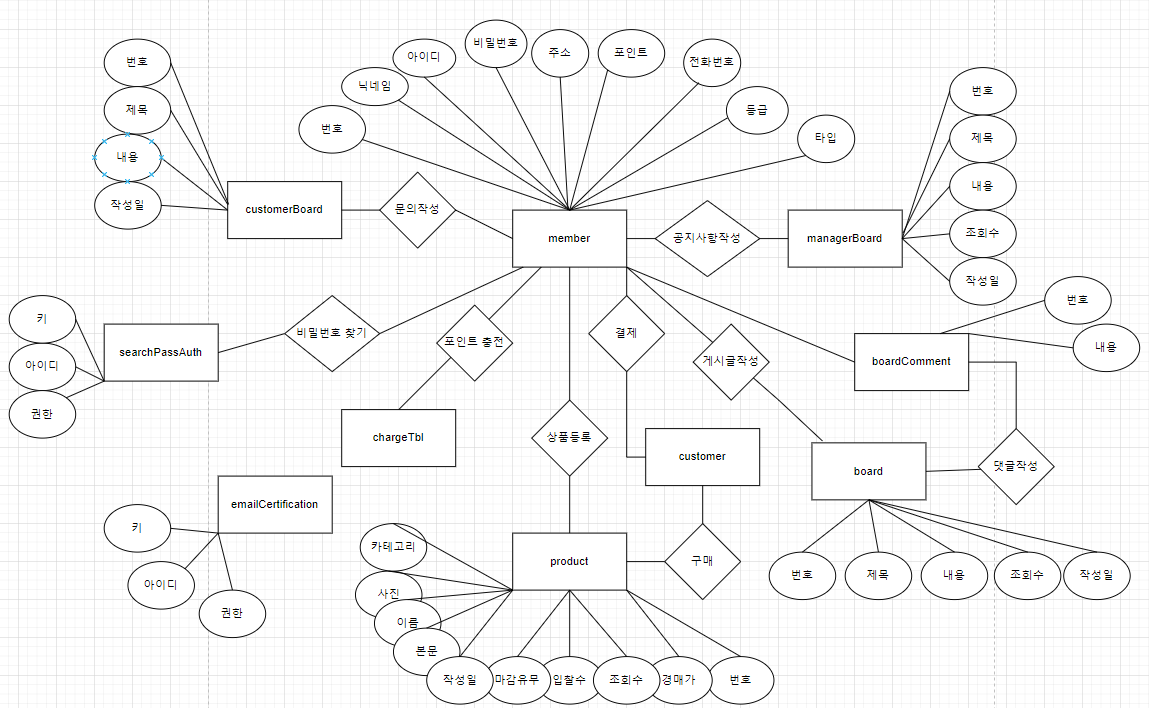 비밀번호
주소
포인트
아이디
전화번호
번호
닉네임
번호
제목
등급
번호
타입
제목
내용
내용
작성일
customerBoard
문의작성
member
공지사항작성
managerBoard
조회수
작성일
번호
키
비밀번호 찾기
포인트 충전
결제
내용
searchPassAuth
게시글작성
boardComment
아이디
권한
chargeTbl
상품등록
customer
board
댓글작성
emailCertification
키
카테고리
product
구매
아이디
번호
제목
내용
조회수
작성일
사진
권한
이름
본문
작성일
마감유무
입찰수
조회수
경매가
번호